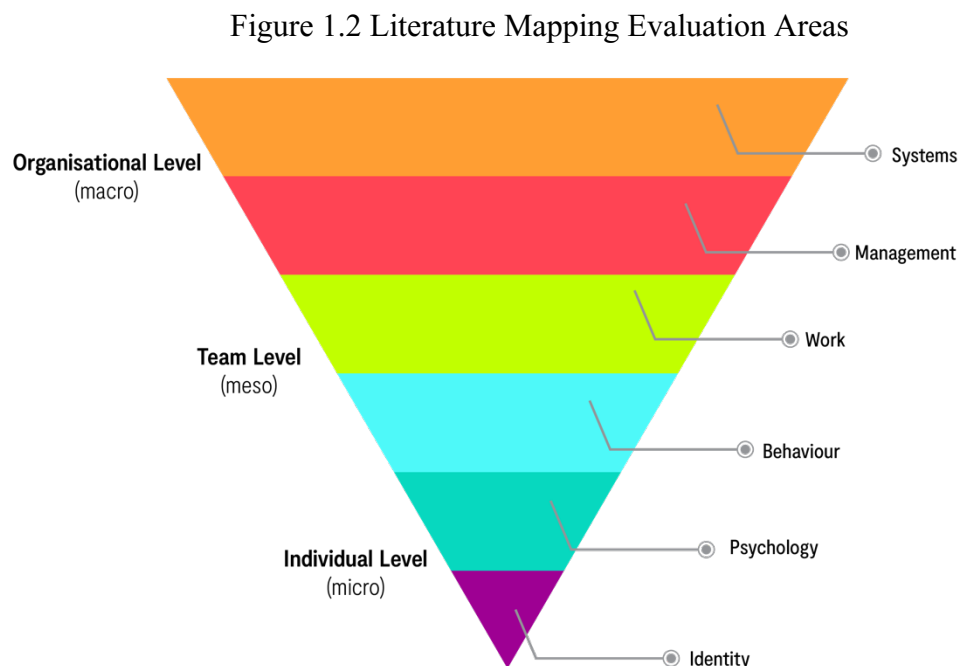 Figure 1.2 Literature Mapping Evaluation Areas
Organisational Level
(macro)
Systems
Management
Team Level
(meso)
Work
Behaviour
Individual Level
(micro)
Psychology
Identity